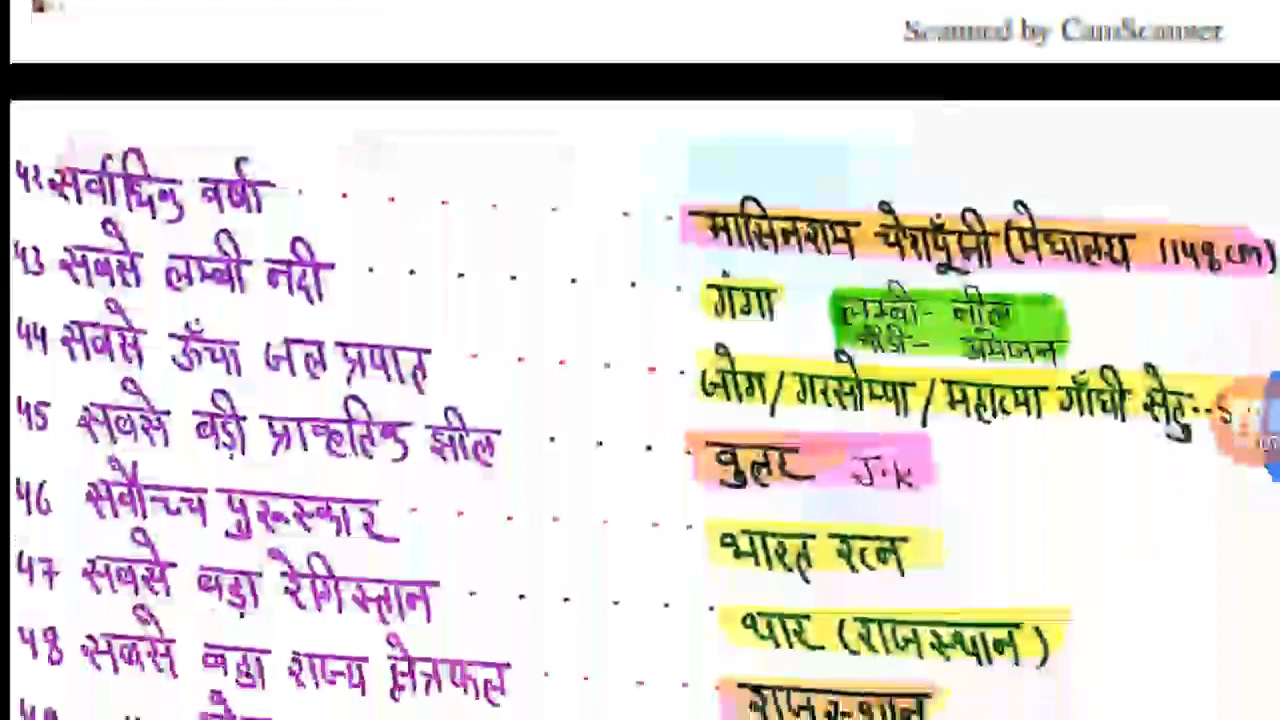 Scanned by CamScanner
42 सर्वाधिक वर्षा मासिनराम चेरापूँजी (मेघालय 1148 cm)
43 सबसे लम्बी नदी गंगा लम्बी- नील
अमेजन
44 सबसे ऊँचा जल प्रपात जोग/गरसोप्पा/महात्मा गाँधी सेतु
45 सबसे बड़ी प्राकृतिक झील वुलर J.K
46 सर्वोच्च पुरूस्कार भारत रत्न
47 सबसे बड़ा रेगिस्तान थार (राजस्थान)
48 सबसे बड़ा राज्य क्षेत्रफल राजस्थान